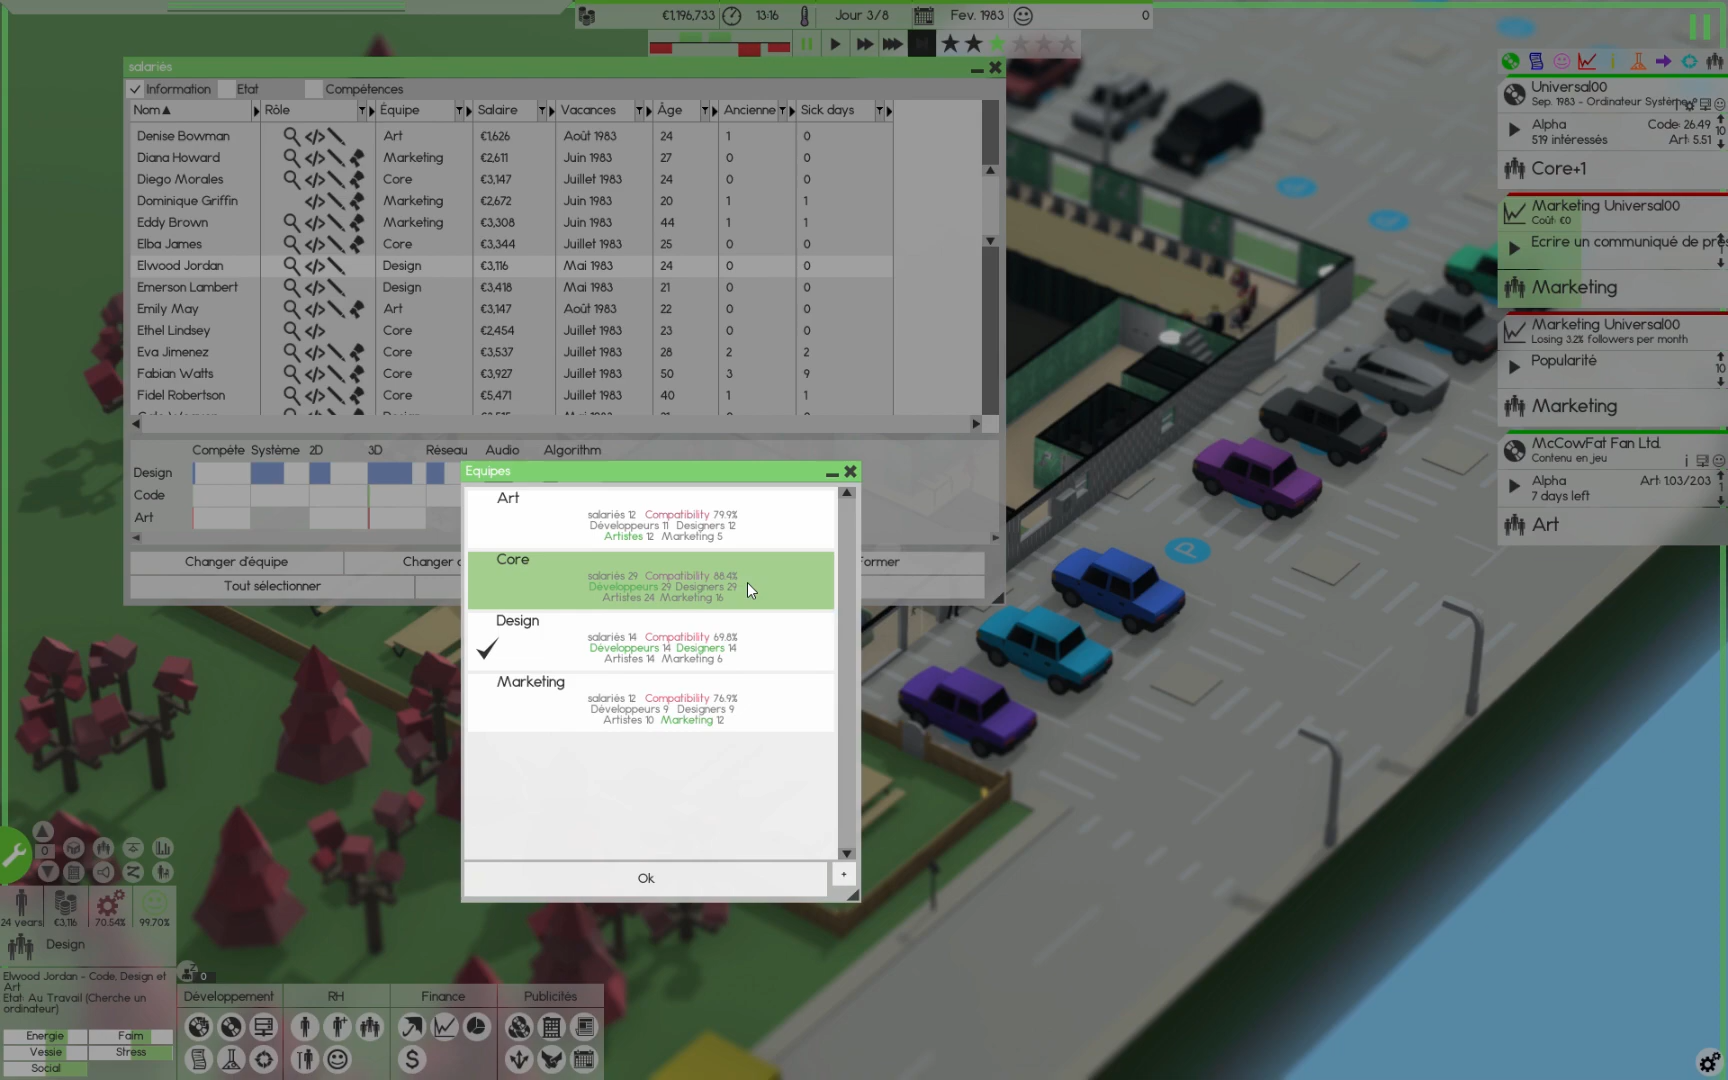 €1,196,733
13:16
Jour 3/8
Fev. 1983
0
salariés
Information
Etat
Compétences
Nom▲ Rôle Équipe Salaire Vacances Âge Ancienne Sick days
Denise Bowman Art €1,626 Août 1983 24 1 0
Diana Howard Marketing €2,611 Juin 1983 27 0 0
Diego Morales Core €3,147 Juillet 1983 24 0 0
Dominique Griffin Marketing €2,672 Juin 1983 20 1 1
Eddy Brown Marketing €3,308 Juin 1983 44 1 1
Elba James Core €3,344 Juillet 1983 25 0 0
Elwood Jordan Design €3,116 Mai 1983 24 0 0
Emerson Lambert Design €3,418 Mai 1983 21 0 0
Emily May Art €3,147 Août 1983 22 0 0
Ethel Lindsey Core €2,454 Juillet 1983 23 0 0
Eva Jimenez Core €3,537 Juillet 1983 28 2 2
Fabian Watts Core €3,927 Juillet 1983 50 3 9
Fidel Robertson Core €5,471 Juillet 1983 40 1 1
Compéte Système 2D 3D Réseau Audio Algorithm
Design
Code
Art
Changer d'équipe
Tout sélectionner
Equipes
Art
salariés 12 Compatibility 79.9%
Développeurs 11 Designers 12
Artistes 12 Marketing 5
Core
salariés 29 Compatibility 88.4%
Développeurs 29 Designers 29
Artistes 24 Marketing 16
Design
salariés 14 Compatibility 69.8%
Développeurs 14 Designers 14
Artistes 14 Marketing 6
Marketing
salariés 12 Compatibility 76.9%
Développeurs 9 Designers 9
Artistes 10 Marketing 12
Ok
+
Universal00
Sep. 1983 - Ordinateur Système
Alpha Code: 26.49
519 intéressés Art: 5.51
10
Core+1
Marketing Universal00
Coût: €0
Ecrire un communiqué de pres
Marketing
Marketing Universal00
Losing 3.2% followers per month
Popularité
10
Marketing
McCowFat Fan Ltd.
Contenu en jeu
Alpha Art: 1.03/2.03
7 days left
1
Art
P
0
24 years €3,116 70.54% 99.70%
Design
Elwood Jordan - Code, Design et
Art
Etat: Au Travail (Cherche un
ordinateur)
Energie Faim
Vessie Stress
Social
0
Développement RH Finance Publicités